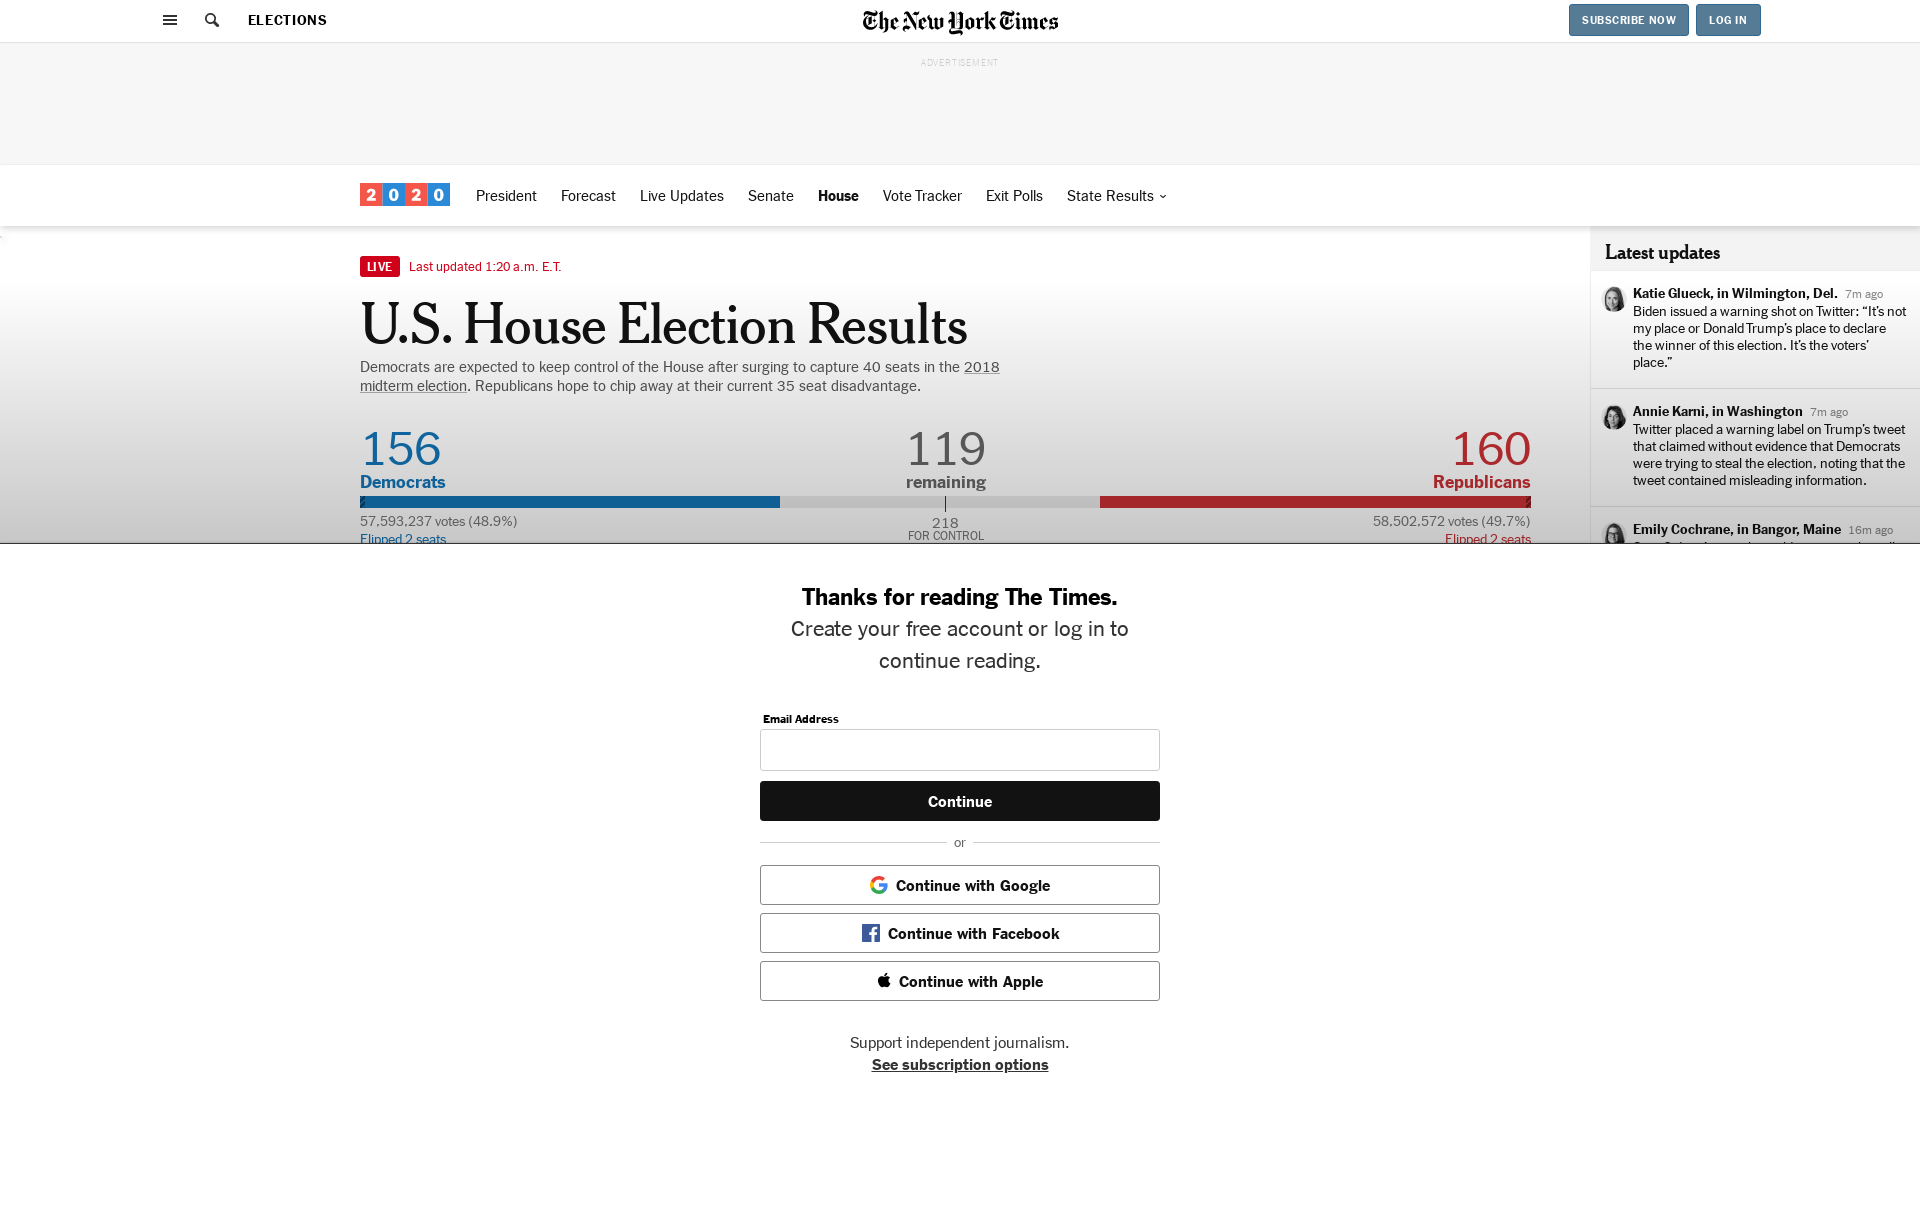 ELECTIONS
The New York Times
SUBSCRIBE NOW
LOG IN
ADVERTISEMENT
2020
President
Forecast
Live Updates
Senate
House
Vote Tracker
Exit Polls
State Results
LIVE
Last updated 1:20 a.m. E.T.
U.S. House Election Results
Democrats are expected to keep control of the House after surging to capture 40 seats in the 2018
midterm election. Republicans hope to chip away at their current 35 seat disadvantage.
156
Democrats
119
remaining
160
Republicans
57,593,237 votes (48.9%)
218
FOR CONTROL
58,502,572 votes (49.7%)
Flipped 2 seats
Flipped 2 seats
Latest updates
Katie Glueck, in Wilmington, Del. 7m ago
Biden issued a warning shot on Twitter: “It’s not
my place or Donald Trump’s place to declare
the winner of this election. It’s the voters’
place.”
Annie Karni, in Washington 7m ago
Twitter placed a warning label on Trump’s tweet
that claimed without evidence that Democrats
were trying to steal the election, noting that the
tweet contained misleading information.
Emily Cochrane, in Bangor, Maine 16m ago
Thanks for reading The Times.
Create your free account or log in to
continue reading.
Email Address
Continue
or
Continue with Google
Continue with Facebook
Continue with Apple
Support independent journalism.
See subscription options